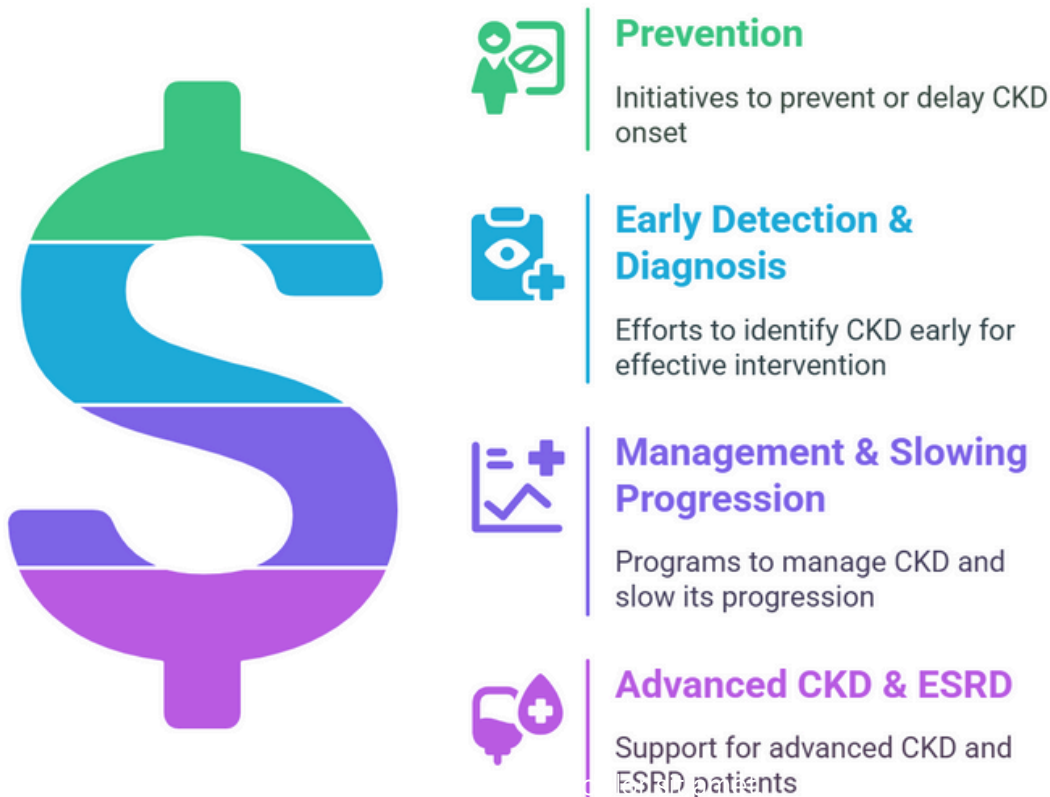 Prevention
Initiatives to prevent or delay CKD
onset
Early Detection &
Diagnosis
Efforts to identify CKD early for
effective intervention
Management & Slowing
Progression
Programs to manage CKD and
slow its progression
Advanced CKD & ESRD
Support for advanced CKD and
ESRD patients